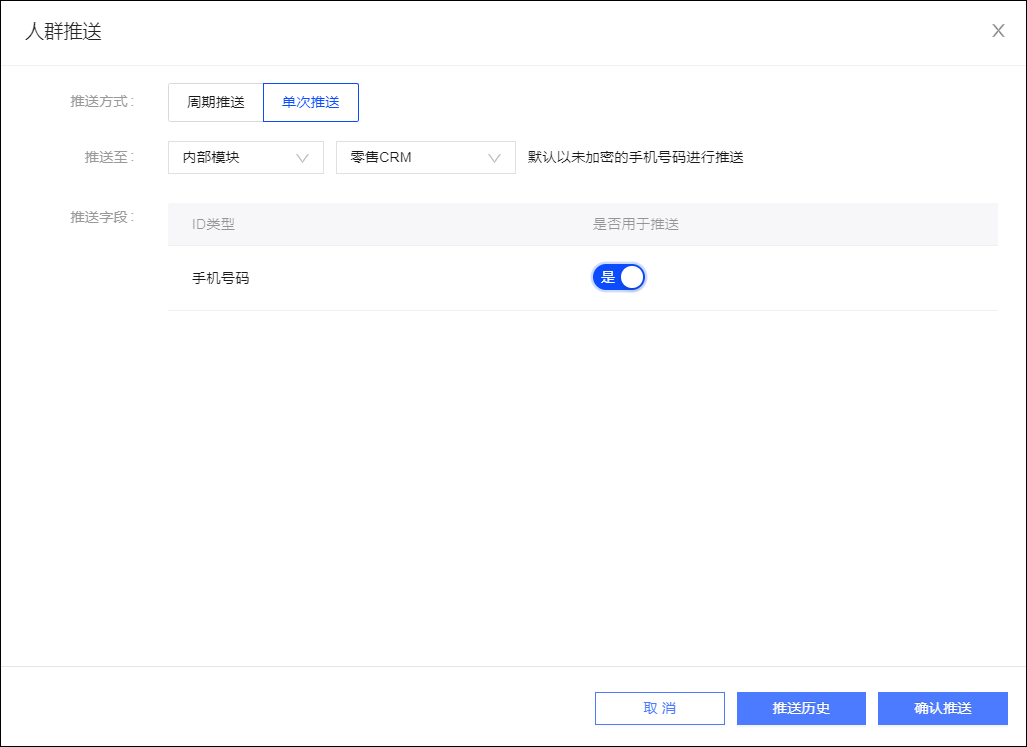 人群推送
推送方式:
周期推送
单次推送
推送至:
内部模块
零售CRM
默认以未加密的手机号码进行推送
推送字段:
ID类型
是否用于推送
手机号码
是
取 消
推送历史
确认推送